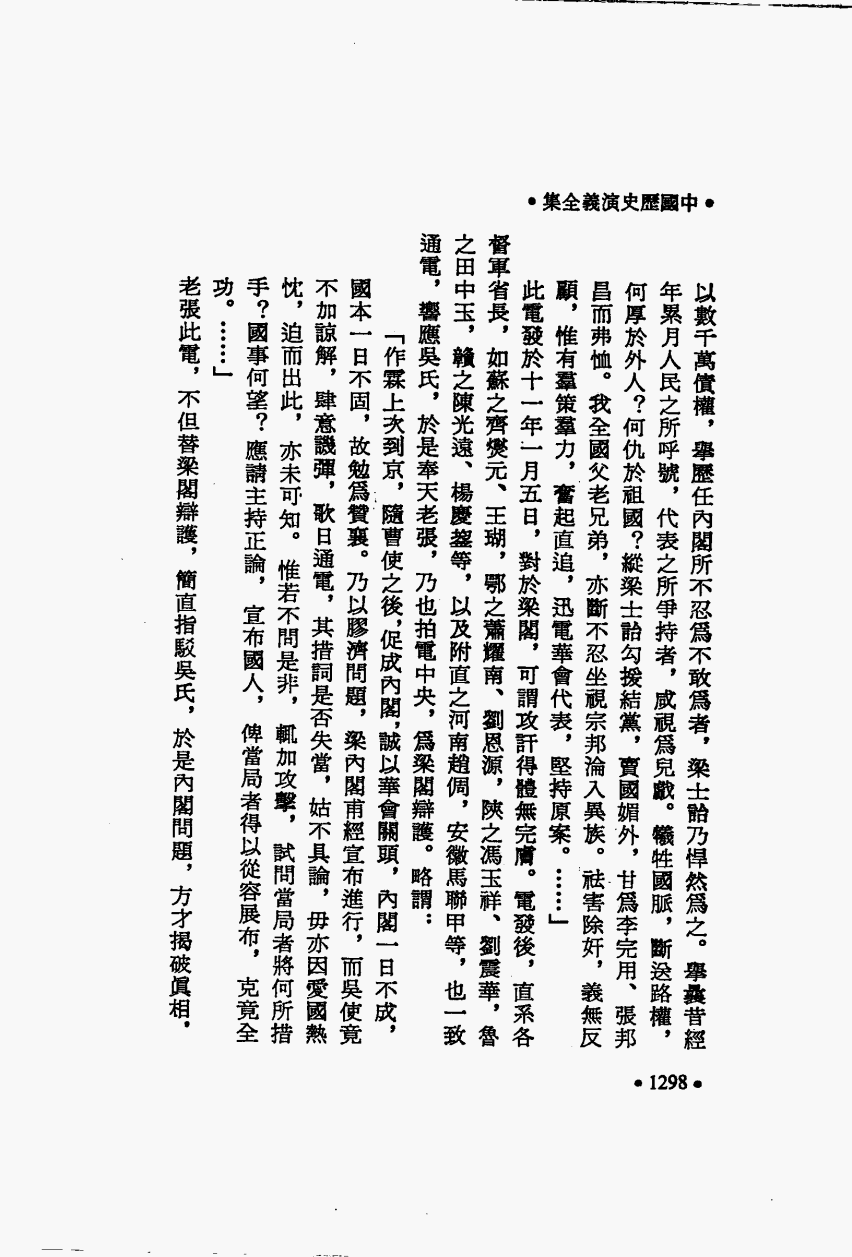 •中國歷史演義全集•
以數千萬債權，舉歷任內閣所不忍爲不敢爲者，梁士詒乃悍然爲之。舉曩昔經
年累月人民之所呼號，代表之所爭持者，咸視爲兒戲。犧牲國脈，斷送路權，
何厚於外人？何仇於祖國？縱梁士詒勾援結黨，賣國媚外，甘爲李完用、張邦
昌而弗恤。我全國父老兄弟，亦斷不忍坐視宗邦淪入異族。祛害除奸，義無反
顧，惟有羣策羣力，奮起直追，迅電華會代表，堅持原案。……」
此電發於十一年一月五日，對於梁閣，可謂攻訐得體無完膚。電發後，直系各
督軍省長，如蘇之齊燮元、王瑚，鄂之蕭耀南、劉恩源，陝之馮玉祥、劉震華，魯
之田中玉，贛之陳光遠、楊慶鋆等，以及附直之河南趙倜，安徽馬聯甲等，也一致
通電，響應吳氏，於是奉天老張，乃也拍電中央，爲梁閣辯護。略謂：
「作霖上次到京，隨曹使之後，促成內閣，誠以華會關頭，內閣一日不成，
國本一日不固，故勉爲贊襄。乃以膠濟問題，梁內閣甫經宣布進行，而吳使竟
不加諒解，肆意譏彈，歌日通電，其措詞是否失當，姑不具論，毋亦因愛國熱
忱，迫而出此，亦未可知。惟若不問是非，輒加攻擊，試問當局者將何所措
手？國事何望？應請主持正論，宣布國人，俾當局者得以從容展布，克竟全
功。……」
老張此電，不但替梁閣辯護，簡直指駁吳氏，於是內閣問題，方才揭破眞相，
•1298•